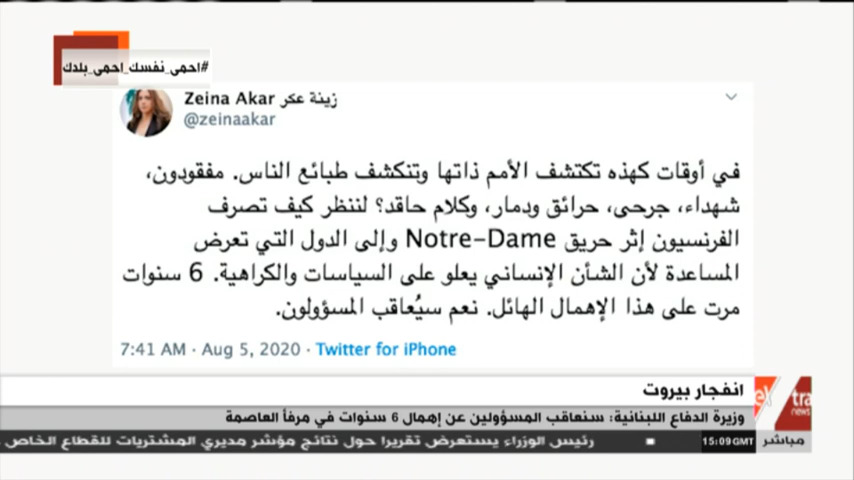 #احمى_نفسك_احمى_بلدك
Zeina Akar زينة عكر
@zeinaakar
في أوقات كهذه تكتشف الأمم ذاتها وتنكشف طبائع الناس. مفقودون،
شهداء، جرحى، حرائق ودمار، وكلام حاقد؟ لننظر كيف تصرف
الفرنسيون إثر حريق Notre-Dame وإلى الدول التي تعرض
المساعدة لأن الشأن الإنساني يعلو على السياسات والكراهية. 6 سنوات
مرت على هذا الإهمال الهائل. نعم سيُعاقب المسؤولون.
7:41 AM · Aug 5, 2020 · Twitter for iPhone
انفجار بيروت
وزيرة الدفاع اللبنانية: سنعاقب المسؤولين عن إهمال 6 سنوات في مرفأ العاصمة
مباشر
15:09 GMT
رئيس الوزراء يستعرض تقريرا حول نتائج مؤشر مديري المشتريات للقطاع الخاص